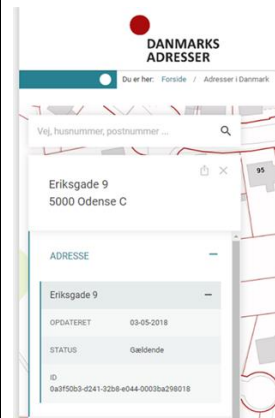 DANMARKS
ADRESSER
Du er her: Forside / Adresser i Danmark
Vej, husnummer, postnummer ...
95
Eriksgade 9
5000 Odense C
ADRESSE
Eriksgade 9
OPDATERET 03-05-2018
STATUS Gældende
ID
0a3f50b3-d241-32b8-e044-0003ba298018